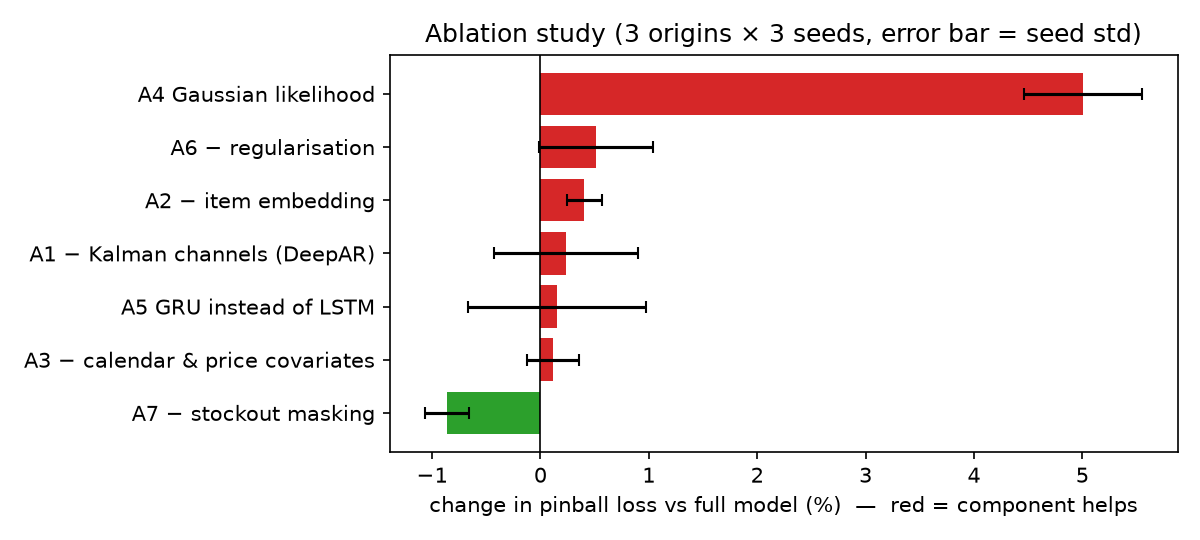 Ablation study (3 origins × 3 seeds, error bar = seed std)
A4 Gaussian likelihood
A6 − regularisation
A2 − item embedding
A1 − Kalman channels (DeepAR)
A5 GRU instead of LSTM
A3 − calendar & price covariates
A7 − stockout masking
−1 0 1 2 3 4 5
change in pinball loss vs full model (%) — red = component helps